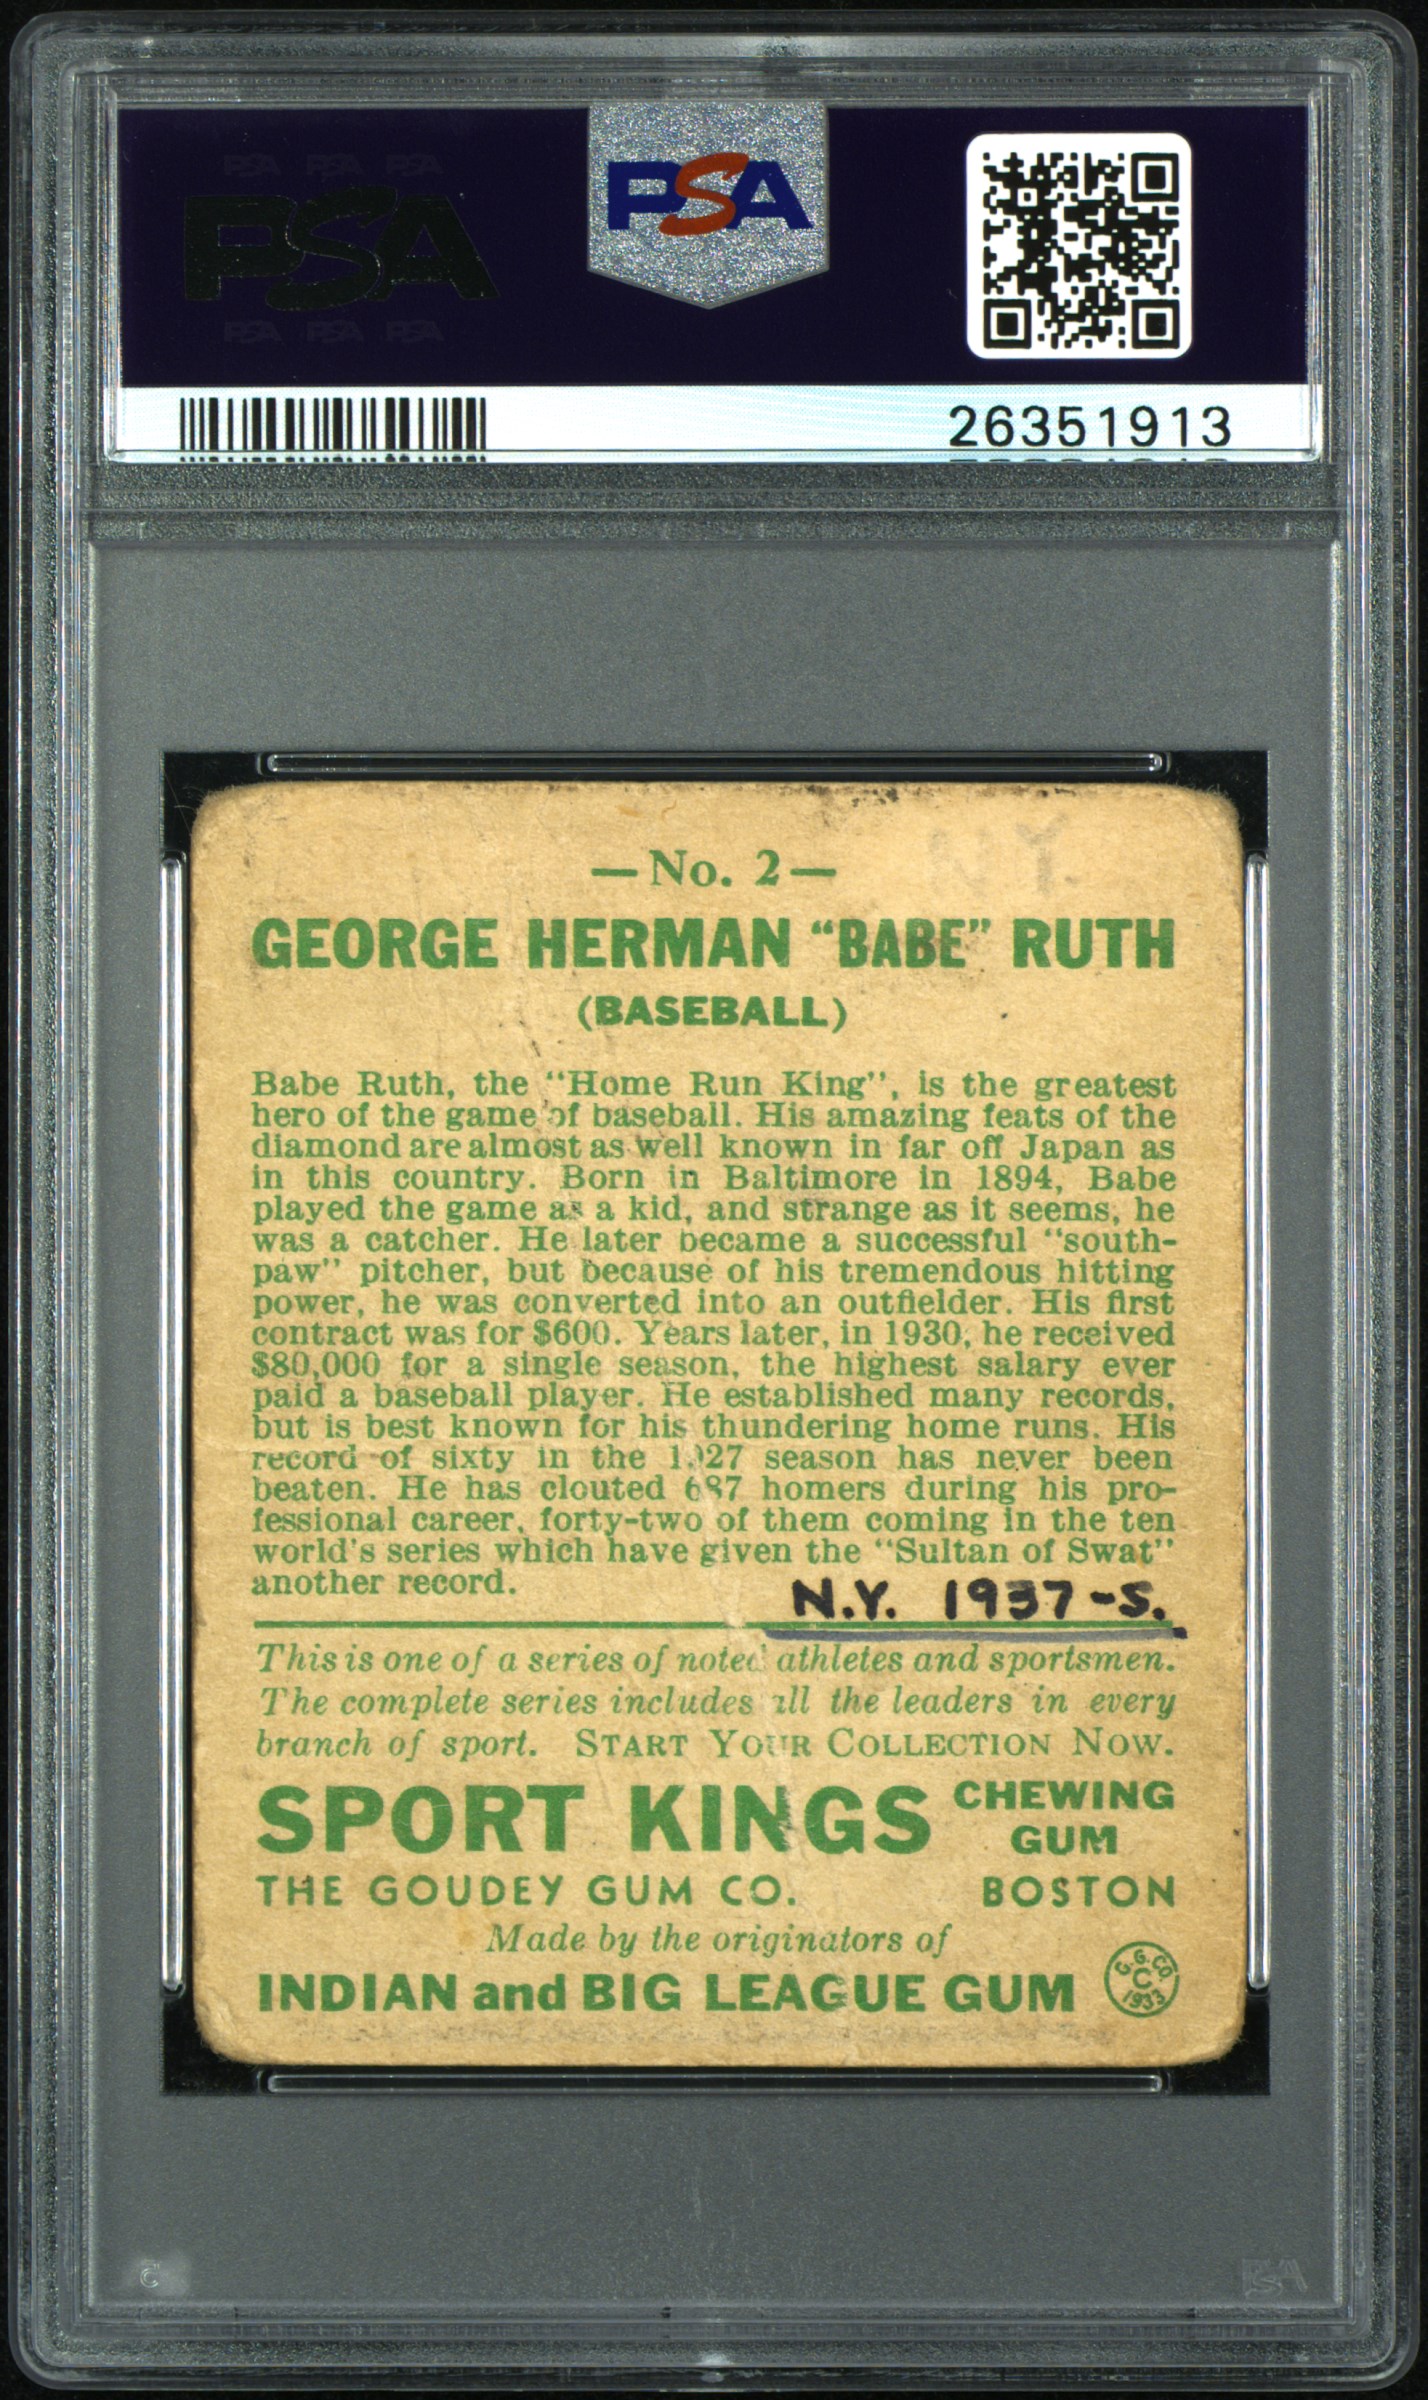 PSA PSA PSA
PSA
PSA PSA PSA
PSA
26351913
N Y
—No. 2—
GEORGE HERMAN “BABE” RUTH
(BASEBALL)
Babe Ruth, the “Home Run King”, is the greatest
hero of the game of baseball. His amazing feats of the
diamond are almost as well known in far off Japan as
in this country. Born in Baltimore in 1894, Babe
played the game as a kid, and strange as it seems, he
was a catcher. He later became a successful “south-
paw” pitcher, but because of his tremendous hitting
power, he was converted into an outfielder. His first
contract was for $600. Years later, in 1930, he received
$80,000 for a single season, the highest salary ever
paid a baseball player. He established many records,
but is best known for his thundering home runs. His
record of sixty in the 1927 season has never been
beaten. He has clouted 687 homers during his pro-
fessional career, forty-two of them coming in the ten
world's series which have given the “Sultan of Swat”
another record.
N.Y. 1937-S.
This is one of a series of noted athletes and sportsmen.
The complete series includes all the leaders in every
branch of sport. START YOUR COLLECTION NOW.
SPORT KINGS CHEWING GUM
THE GOUDEY GUM CO. BOSTON
Made by the originators of
INDIAN and BIG LEAGUE GUM
G.G.CO.
C
1933
PSA